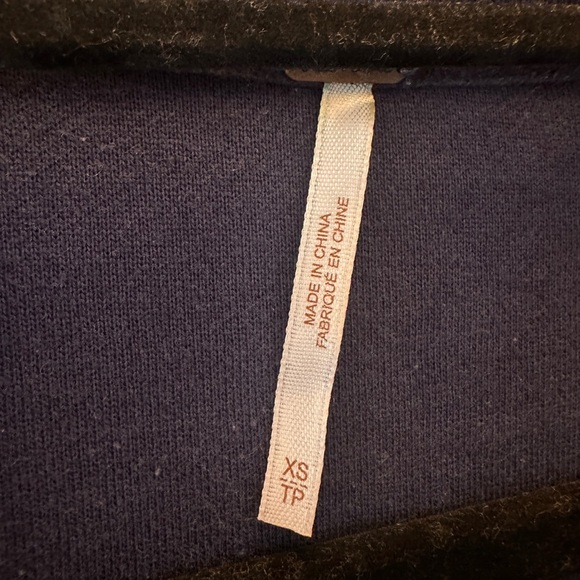 MADE IN CHINA
FABRIQUÉ EN CHINE
XS
TP